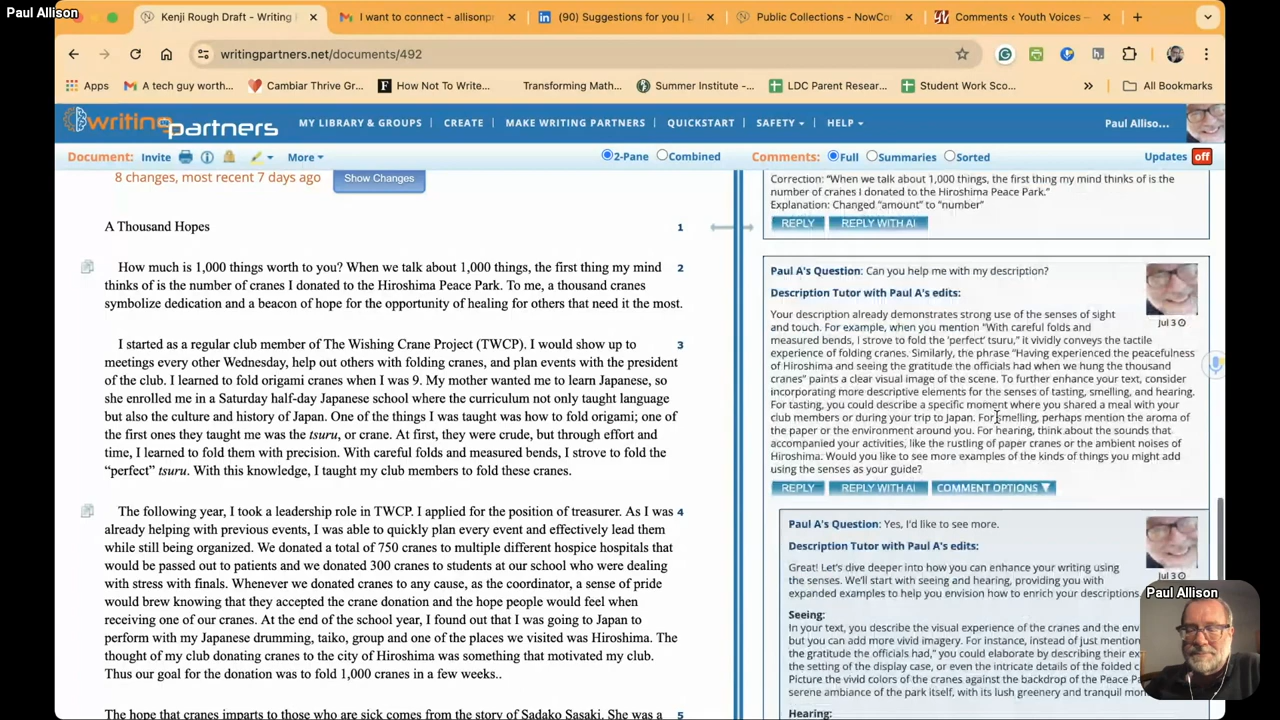 Paul Allison
Kenji Rough Draft - Writing
I want to connect - allisonpr
(90) Suggestions for you | L
Public Collections - NowCo
Comments ‹ Youth Voices —
writingpartners.net/documents/492
Apps
A tech guy worth...
Cambiar Thrive Gr...
How Not To Write...
Transforming Math...
Summer Institute -...
LDC Parent Resear...
Student Work Sco...
»
All Bookmarks
writing partners
MY LIBRARY & GROUPS
CREATE
MAKE WRITING PARTNERS
QUICKSTART
SAFETY
HELP
Paul Alliso...
Document:
Invite
More
2-Pane
Combined
Comments:
Full
Summaries
Sorted
Updates
off
8 changes, most recent 7 days ago
Show Changes
A Thousand Hopes
1
How much is 1,000 things worth to you? When we talk about 1,000 things, the first thing my mind
2
thinks of is the number of cranes I donated to the Hiroshima Peace Park. To me, a thousand cranes
symbolize dedication and a beacon of hope for the opportunity of healing for others that need it the most.
I started as a regular club member of The Wishing Crane Project (TWCP). I would show up to
3
meetings every other Wednesday, help out others with folding cranes, and plan events with the president
of the club. I learned to fold origami cranes when I was 9. My mother wanted me to learn Japanese, so
she enrolled me in a Saturday half-day Japanese school where the curriculum not only taught language
but also the culture and history of Japan. One of the things I was taught was how to fold origami; one of
the first ones they taught me was the tsuru, or crane. At first, they were crude, but through effort and
time, I learned to fold them with precision. With careful folds and measured bends, I strove to fold the
“perfect” tsuru. With this knowledge, I taught my club members to fold these cranes.
The following year, I took a leadership role in TWCP. I applied for the position of treasurer. As I was
4
already helping with previous events, I was able to quickly plan every event and effectively lead them
while still being organized. We donated a total of 750 cranes to multiple different hospice hospitals that
would be passed out to patients and we donated 300 cranes to students at our school who were dealing
with stress with finals. Whenever we donated cranes to any cause, as the coordinator, a sense of pride
would brew knowing that they accepted the crane donation and the hope people would feel when
receiving one of our cranes. At the end of the school year, I found out that I was going to Japan to
perform with my Japanese drumming, taiko, group and one of the places we visited was Hiroshima. The
thought of my club donating cranes to the city of Hiroshima was something that motivated my club.
Thus our goal for the donation was to fold 1,000 cranes in a few weeks..
The hope that cranes imparts to those who are sick comes from the story of Sadako Sasaki. She was a
5
Correction: “When we talk about 1,000 things, the first thing my mind thinks of is the
number of cranes I donated to the Hiroshima Peace Park.”
Explanation: Changed “amount” to “number”
REPLY
REPLY WITH AI
Paul A's Question: Can you help me with my description?
Description Tutor with Paul A's edits:
Jul 3
Your description already demonstrates strong use of the senses of sight
and touch. For example, when you mention “With careful folds and
measured bends, I strove to fold the ‘perfect’ tsuru,” it vividly conveys the tactile
experience of folding cranes. Similarly, the phrase “Having experienced the peacefulness
of Hiroshima and seeing the gratitude the officials had when we hung the thousand
cranes” paints a clear visual image of the scene. To further enhance your text, consider
incorporating more descriptive elements for the senses of tasting, smelling, and hearing.
For tasting, you could describe a specific moment where you shared a meal with your
club members or during your trip to Japan. For smelling, perhaps mention the aroma of
the paper or the environment around you. For hearing, think about the sounds that
accompanied your activities, like the rustling of paper cranes or the ambient noises of
Hiroshima. Would you like to see more examples of the kinds of things you might add
using the senses as your guide?
REPLY
REPLY WITH AI
COMMENT OPTIONS
Paul A's Question: Yes, I'd like to see more.
Description Tutor with Paul A's edits:
Jul 3
Great! Let's dive deeper into how you can enhance your writing using
the senses. We'll start with seeing and hearing, providing you with
expanded examples to help you envision how to enrich your descriptions.
Seeing:
In your text, you describe the visual experience of the cranes and the
but you can add more vivid imagery. For instance, instead of just
the gratitude the officials had,” you could elaborate by describing their
the setting of the display case, or even the intricate details of the folded
Picture the vivid colors of the cranes against the backdrop of the Peace
serene ambiance of the park itself, with its lush greenery and tranquil
Hearing:
Paul Allison